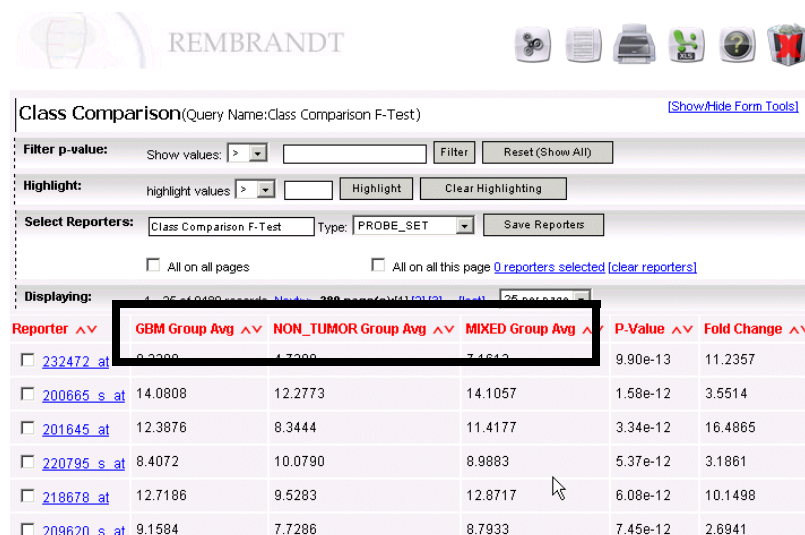 REMBRANDT
XLS
[Show/Hide Form Tools]
Class Comparison(Query Name:Class Comparison F-Test)
Filter p-value: Show values: > Filter Reset (Show All)
Highlight: highlight values > Highlight Clear Highlighting
Select Reporters: Class Comparison F-Test Type: PROBE_SET Save Reporters
All on all pages All on all this page 0 reporters selected [clear reporters]
Displaying: 25 per page
Reporter GBM Group Avg NON_TUMOR Group Avg MIXED Group Avg P-Value Fold Change
232472_at 9.90e-13 11.2357
200665_s_at 14.0808 12.2773 14.1057 1.58e-12 3.5514
201645_at 12.3876 8.3444 11.4177 3.34e-12 16.4865
220795_s_at 8.4072 10.0790 8.9883 5.37e-12 3.1861
218678_at 12.7186 9.5283 12.8717 6.08e-12 10.1498
209620_s_at 9.1584 7.7286 8.7933 7.45e-12 2.6941